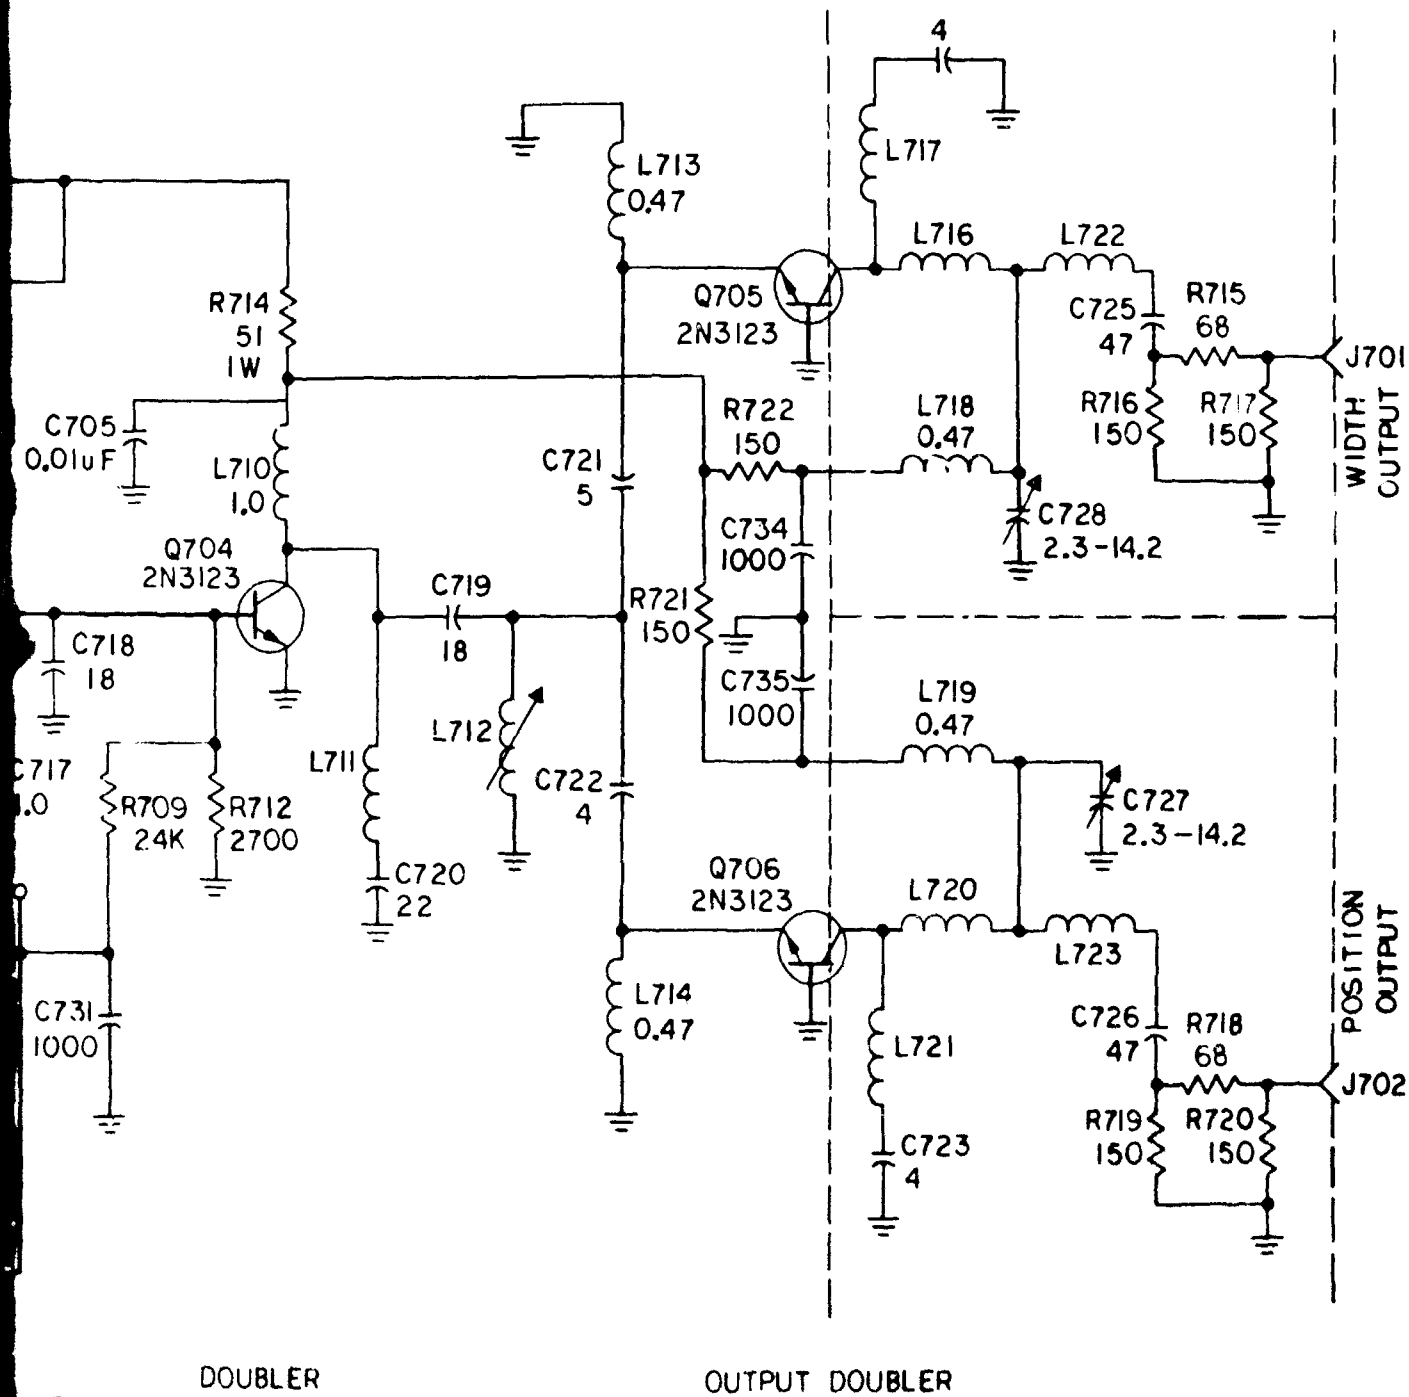 4
L717
L713
0.47
L716
L722
R714
51
1W
Q705
2N3123
C725
47
R715
68
J701
WIDTH
OUTPUT
C705
0.01uF
L710
1.0
R722
150
L718
0.47
R716
150
R717
150
C721
5
C728
2.3-14.2
Q704
2N3123
C734
1000
C719
18
R721
150
C718
18
C735
1000
L719
0.47
L712
L711
C722
4
C727
2.3-14.2
R709
R712
2700
C720
22
Q706
2N3123
L720
L723
POSITION
OUTPUT
C731
1000
L714
0.47
L721
C726
47
R718
68
J702
R719
150
R720
150
C723
4
DOUBLER
OUTPUT DOUBLER